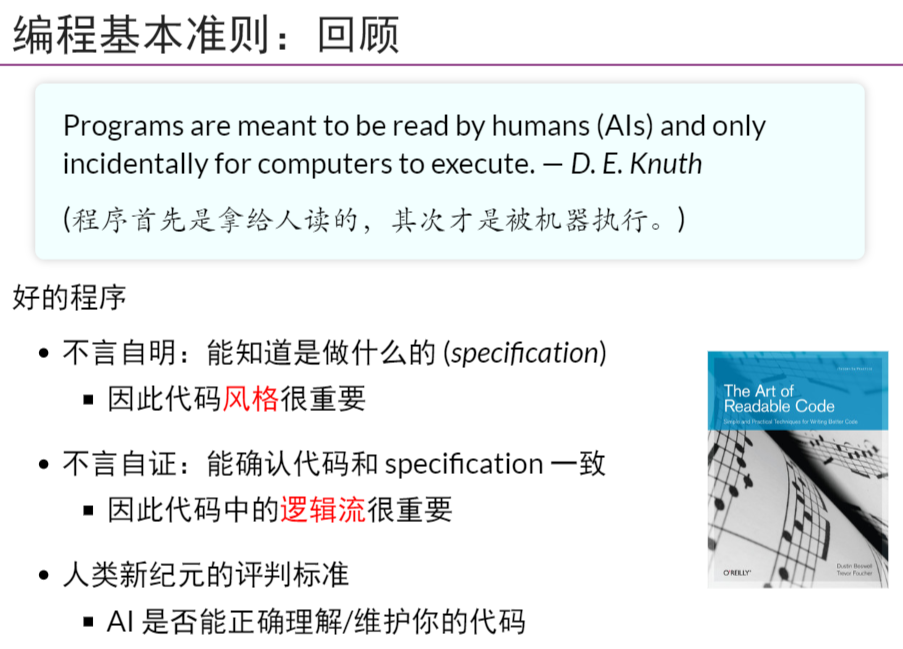 编程基本准则：回顾
Programs are meant to be read by humans (AIs) and only
incidentally for computers to execute. — D. E. Knuth
(程序首先是拿给人读的，其次才是被机器执行。)
好的程序
• 不言自明：能知道是做什么的 (specification)
▪ 因此代码风格很重要
• 不言自证：能确认代码和 specification 一致
▪ 因此代码中的逻辑流很重要
• 人类新纪元的评判标准
▪ AI 是否能正确理解/维护你的代码
The Art of
Readable Code
Simple and Practical Techniques for Writing Better Code
O'REILLY
Dustin Boswell
Trevor Foucher